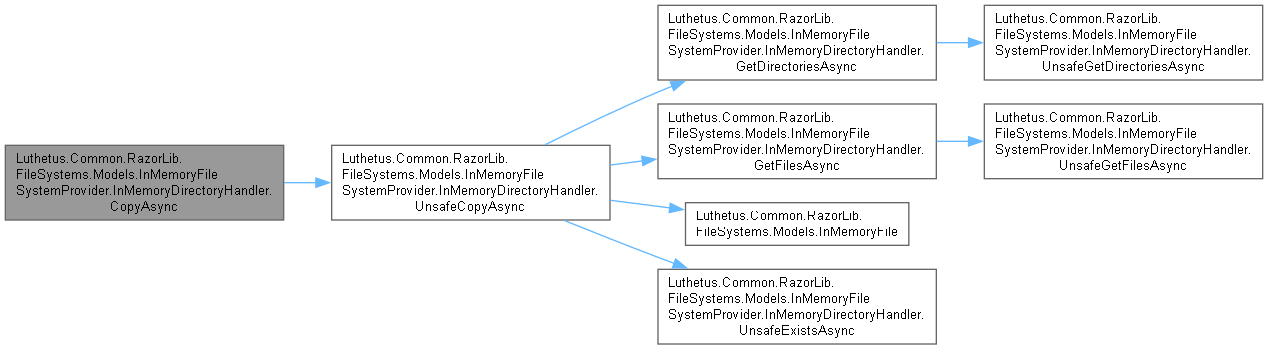 Luthetus.Common.RazorLib.
FileSystems.Models.InMemoryFile
SystemProvider.InMemoryDirectoryHandler.
CopyAsync
Luthetus.Common.RazorLib.
FileSystems.Models.InMemoryFile
SystemProvider.InMemoryDirectoryHandler.
UnsafeCopyAsync
Luthetus.Common.RazorLib.
FileSystems.Models.InMemoryFile
SystemProvider.InMemoryDirectoryHandler.
GetDirectoriesAsync
Luthetus.Common.RazorLib.
FileSystems.Models.InMemoryFile
SystemProvider.InMemoryDirectoryHandler.
UnsafeGetDirectoriesAsync
Luthetus.Common.RazorLib.
FileSystems.Models.InMemoryFile
SystemProvider.InMemoryDirectoryHandler.
GetFilesAsync
Luthetus.Common.RazorLib.
FileSystems.Models.InMemoryFile
SystemProvider.InMemoryDirectoryHandler.
UnsafeGetFilesAsync
Luthetus.Common.RazorLib.
FileSystems.Models.InMemoryFile
Luthetus.Common.RazorLib.
FileSystems.Models.InMemoryFile
SystemProvider.InMemoryDirectoryHandler.
UnsafeExistsAsync